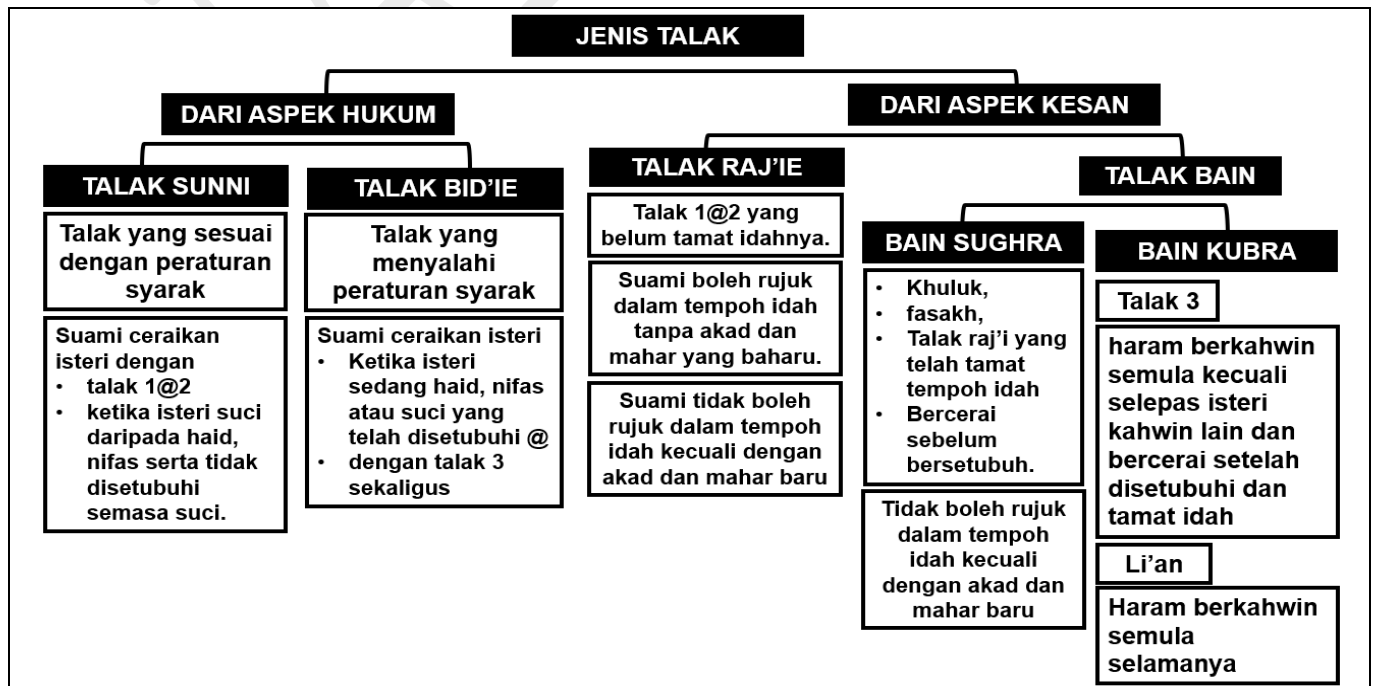 JENIS TALAK
DARI ASPEK HUKUM
TALAK SUNNI
Talak yang sesuai
dengan peraturan
syarak
Suami ceraikan
isteri dengan
• talak 1@2
• ketika isteri suci
daripada haid,
nifas serta tidak
disetubuhi
semasa suci.
TALAK BID'IE
Talak yang
menyalahi
peraturan syarak
Suami ceraikan isteri
• Ketika isteri
sedang haid, nifas
atau suci yang
telah disetubuhi @
• dengan talak 3
sekaligus
DARI ASPEK KESAN
TALAK RAJ'IE
Talak 1@2 yang
belum tamat idahnya.
Suami boleh rujuk
dalam tempoh idah
tanpa akad dan
mahar yang baharu.
Suami tidak boleh
rujuk dalam tempoh
idah kecuali dengan
akad dan mahar baru
TALAK BAIN
BAIN SUGHRA
• Khuluk,
• fasakh,
• Talak raj'i yang
telah tamat
tempoh idah
• Bercerai
sebelum
bersetubuh.
Tidak boleh rujuk
dalam tempoh
idah kecuali
dengan akad dan
mahar baru
BAIN KUBRA
Talak 3
haram berkahwin
semula kecuali
selepas isteri
kahwin lain dan
bercerai setelah
disetubuhi dan
tamat idah
Li'an
Haram berkahwin
semula
selamanya